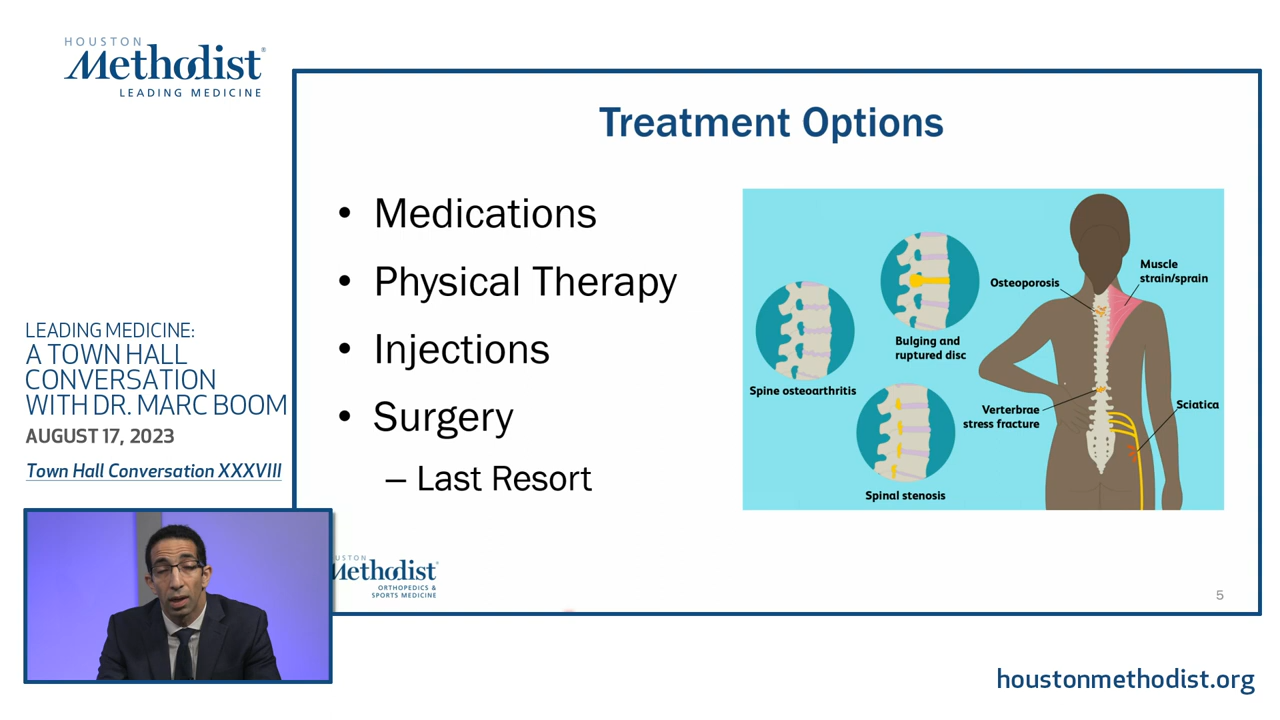 HOUSTON
Methodist®
LEADING MEDICINE
LEADING MEDICINE:
A TOWN HALL
CONVERSATION
WITH DR. MARC BOOM
AUGUST 17, 2023
Town Hall Conversation XXXVIII
Treatment Options
• Medications
• Physical Therapy
• Injections
• Surgery
– Last Resort
Spine osteoarthritis
Bulging and
ruptured disc
Spinal stenosis
Osteoporosis
Muscle
strain/sprain
Vertebrae
stress fracture
Sciatica
USTON
Methodist
ORTHOPEDICS &
SPORTS MEDICINE
5
houstonmethodist.org